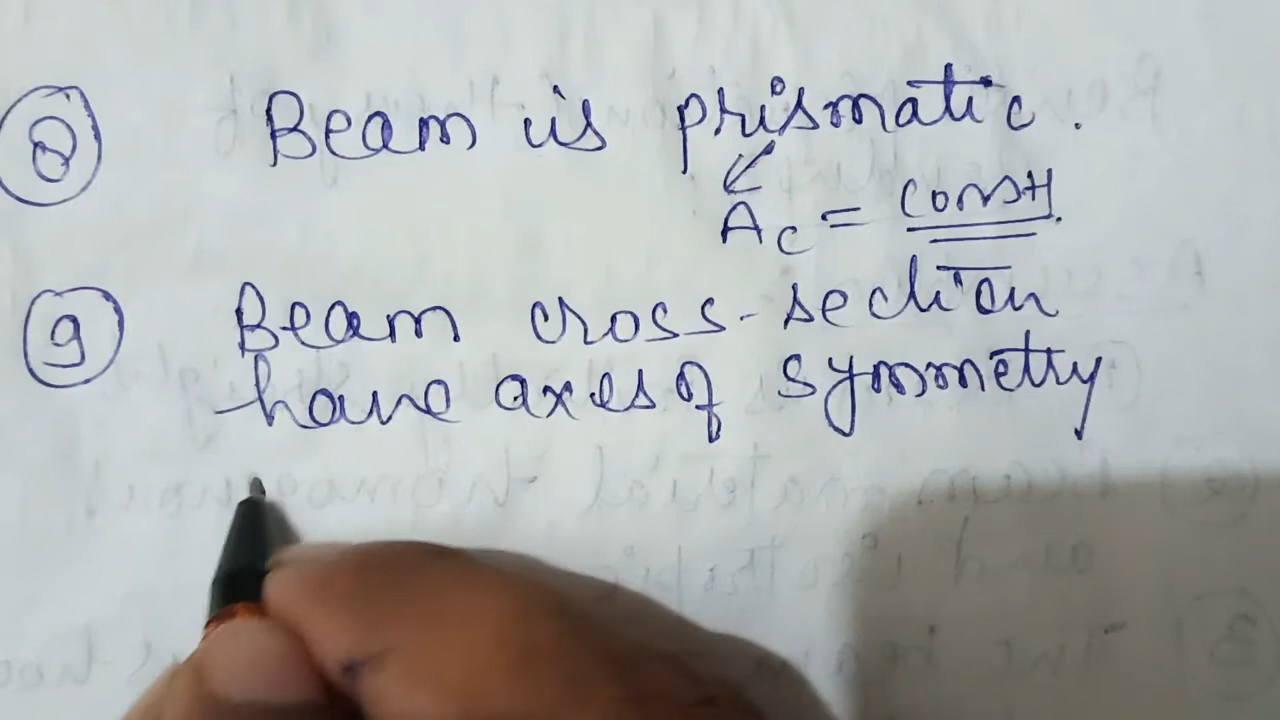 8 Beam is prismatic.
Ac = const.
9 Beam cross-section
have axes of symmetry